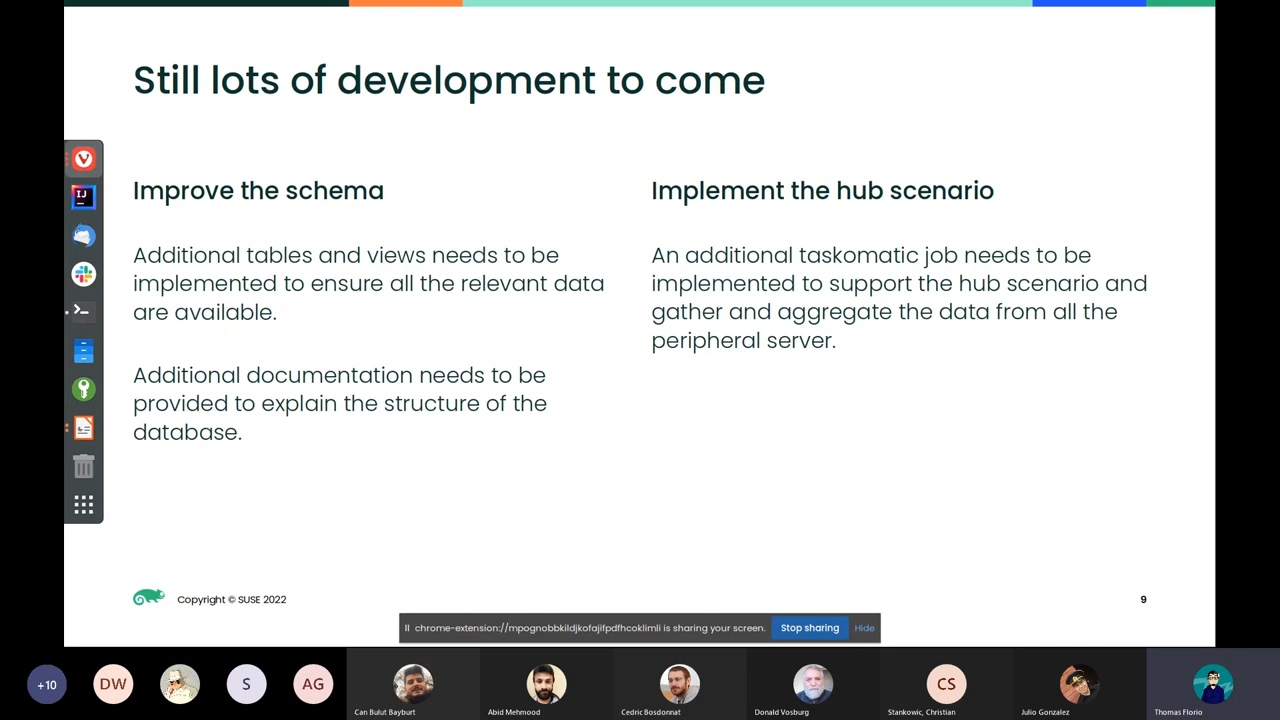 Still lots of development to come
Improve the schema
Additional tables and views needs to be
implemented to ensure all the relevant data
are available.
Additional documentation needs to be
provided to explain the structure of the
database.
Implement the hub scenario
An additional taskomatic job needs to be
implemented to support the hub scenario and
gather and aggregate the data from all the
peripheral server.
IJ
Copyright © SUSE 2022
9
chrome-extension://mpognobbkildjkofajifpdfhcoklimli is sharing your screen.
Stop sharing
Hide
+10
DW
S
AG
CS
Can Bulut Bayburt
Abid Mehmood
Cedric Bosdonnat
Donald Vosburg
Stankowic, Christian
Julio Gonzalez
Thomas Florio